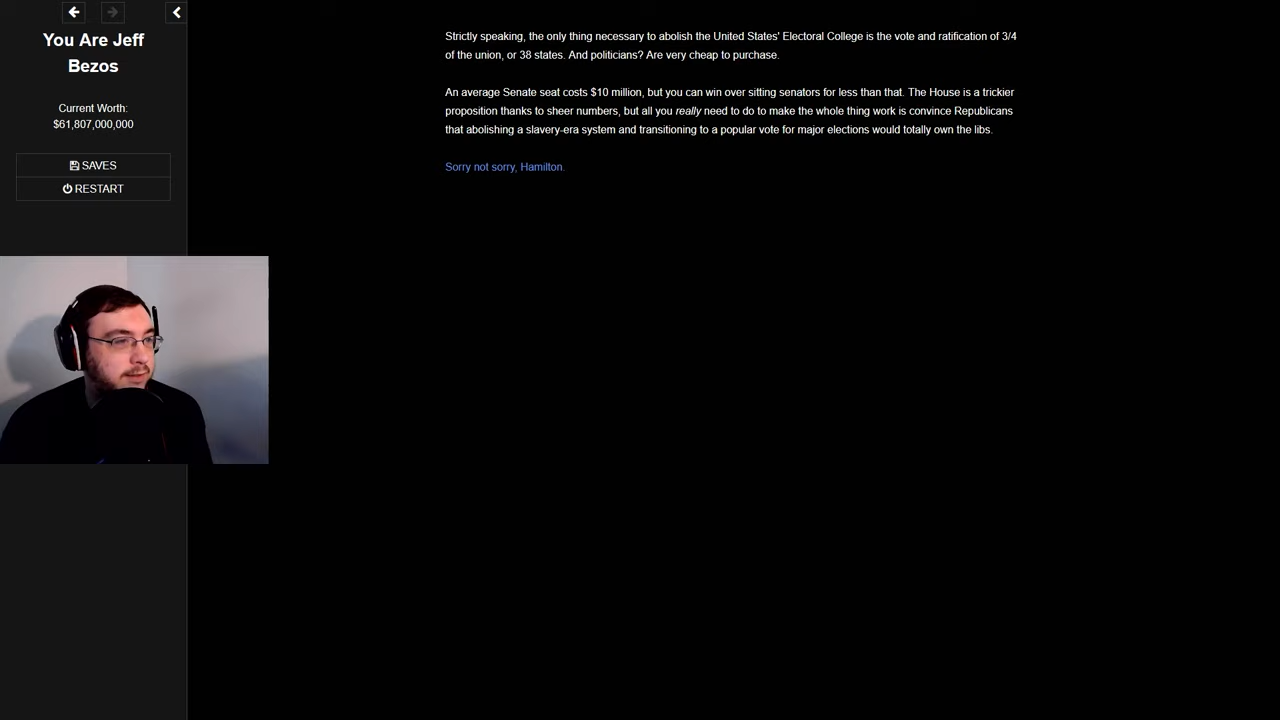 You Are Jeff
Bezos
Current Worth:
$61,807,000,000
SAVES
RESTART
Strictly speaking, the only thing necessary to abolish the United States' Electoral College is the vote and ratification of 3/4
of the union, or 38 states. And politicians? Are very cheap to purchase.
An average Senate seat costs $10 million, but you can win over sitting senators for less than that. The House is a trickier
proposition thanks to sheer numbers, but all you really need to do to make the whole thing work is convince Republicans
that abolishing a slavery-era system and transitioning to a popular vote for major elections would totally own the libs.
Sorry not sorry, Hamilton.